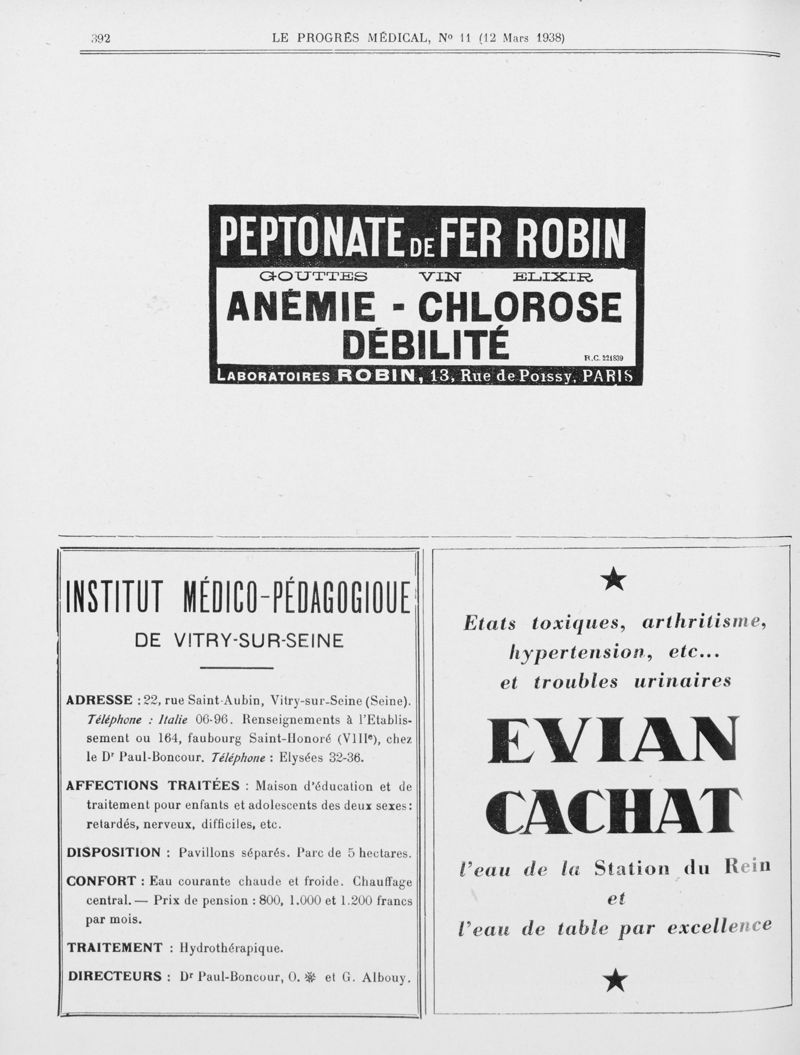 392
LE PROGRÈS MÉDICAL, Nº 11 (12 Mars 1938)
PEPTONATE DE FER ROBIN
GOUTTES VIN ELIXIR
ANÉMIE - CHLOROSE
DÉBILITÉ
R.C. 221839
LABORATOIRES ROBIN, 13, Rue de Poissy, PARIS
INSTITUT MÉDICO-PÉDAGOGIQUE
DE VITRY-SUR-SEINE
ADRESSE : 22, rue Saint-Aubin, Vitry-sur-Seine (Seine).
Téléphone : Italie 06-96. Renseignements à l'Etablis-
sement ou 164, faubourg Saint-Honoré (VIIIe), chez
le Dr Paul-Boncour. Téléphone : Elysées 32-36.
AFFECTIONS TRAITÉES : Maison d'éducation et de
traitement pour enfants et adolescents des deux sexes:
retardés, nerveux, difficiles, etc.
DISPOSITION : Pavillons séparés. Parc de 5 hectares.
CONFORT : Eau courante chaude et froide. Chauffage
central. — Prix de pension : 800, 1.000 et 1.200 francs
par mois.
TRAITEMENT : Hydrothérapique.
DIRECTEURS : Dr Paul-Boncour, O. ❉ et G. Albouy.
★
Etats toxiques, arthritisme,
hypertension, etc...
et troubles urinaires
EVIAN
CACHAT
l'eau de la Station du Rein
et
l'eau de table par excellence
★